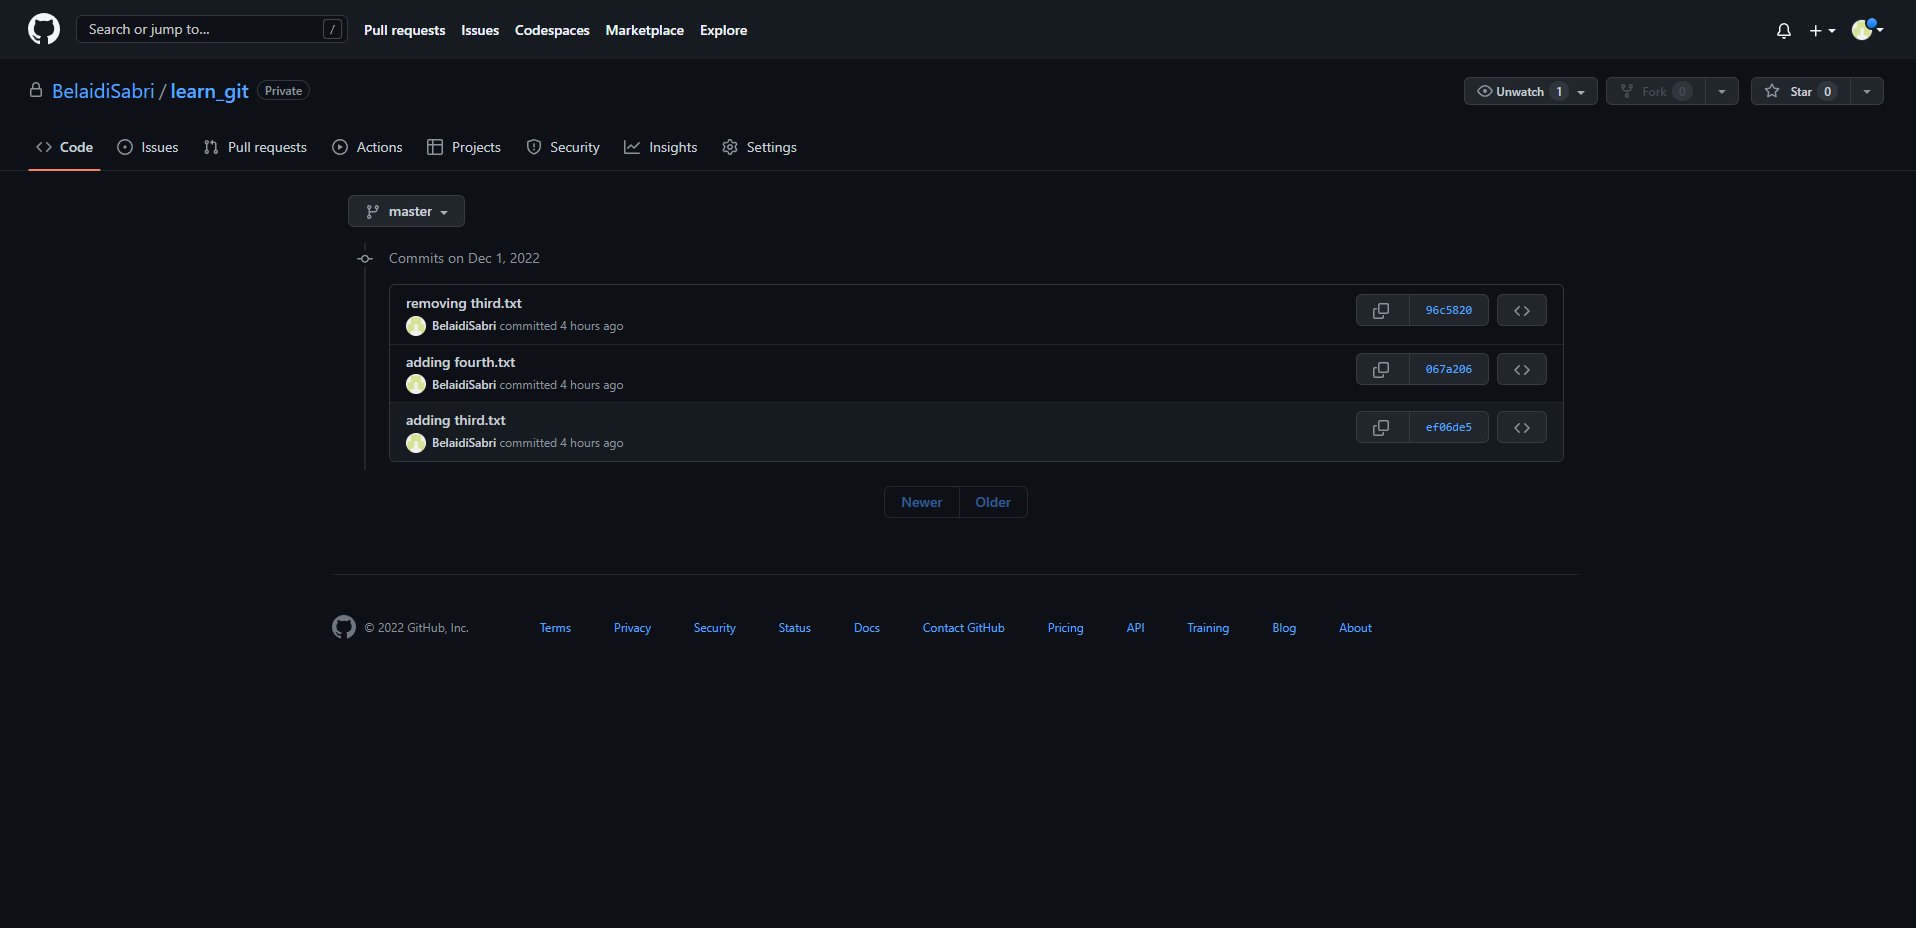 Search or jump to... / Pull requests Issues Codespaces Marketplace Explore
BelaidiSabri / learn_git Private Unwatch 1 Fork 0 Star 0
Code Issues Pull requests Actions Projects Security Insights Settings
master
Commits on Dec 1, 2022
removing third.txt
BelaidiSabri committed 4 hours ago
96c5820
adding fourth.txt
BelaidiSabri committed 4 hours ago
067a206
adding third.txt
BelaidiSabri committed 4 hours ago
ef06de5
Newer Older
© 2022 GitHub, Inc. Terms Privacy Security Status Docs Contact GitHub Pricing API Training Blog About